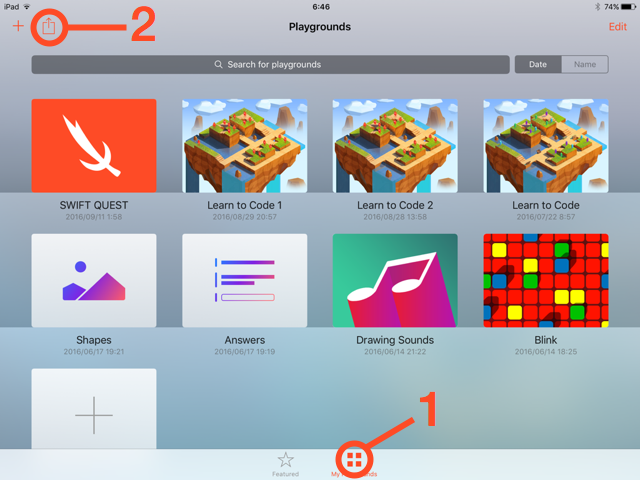 iPad 6:46 74%
2
Playgrounds
Edit
Search for playgrounds
Date Name
SWIFT QUEST Learn to Code 1 Learn to Code 2 Learn to Code
2016/09/11 1:58 2016/08/29 20:57 2016/08/28 13:58 2016/07/22 8:57
Shapes Answers Drawing Sounds Blink
2016/06/17 19:21 2016/06/17 19:19 2016/06/14 21:22 2016/06/14 18:25
1
Featured